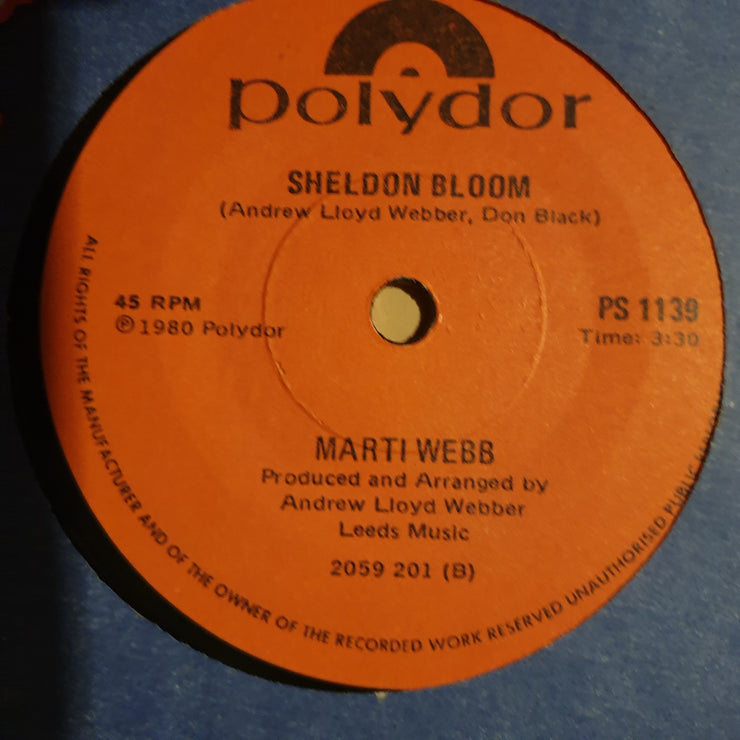 polydor
SHELDON BLOOM
(Andrew Lloyd Webber, Don Black)
45 RPM
℗1980 Polydor
PS 1139
Time: 3:30
MARTI WEBB
Produced and Arranged by
Andrew Lloyd Webber
Leeds Music
2059 201 (B)
ALL RIGHTS OF THE MANUFACTURER AND OF THE OWNER OF THE RECORDED WORK RESERVED UNAUTHORISED